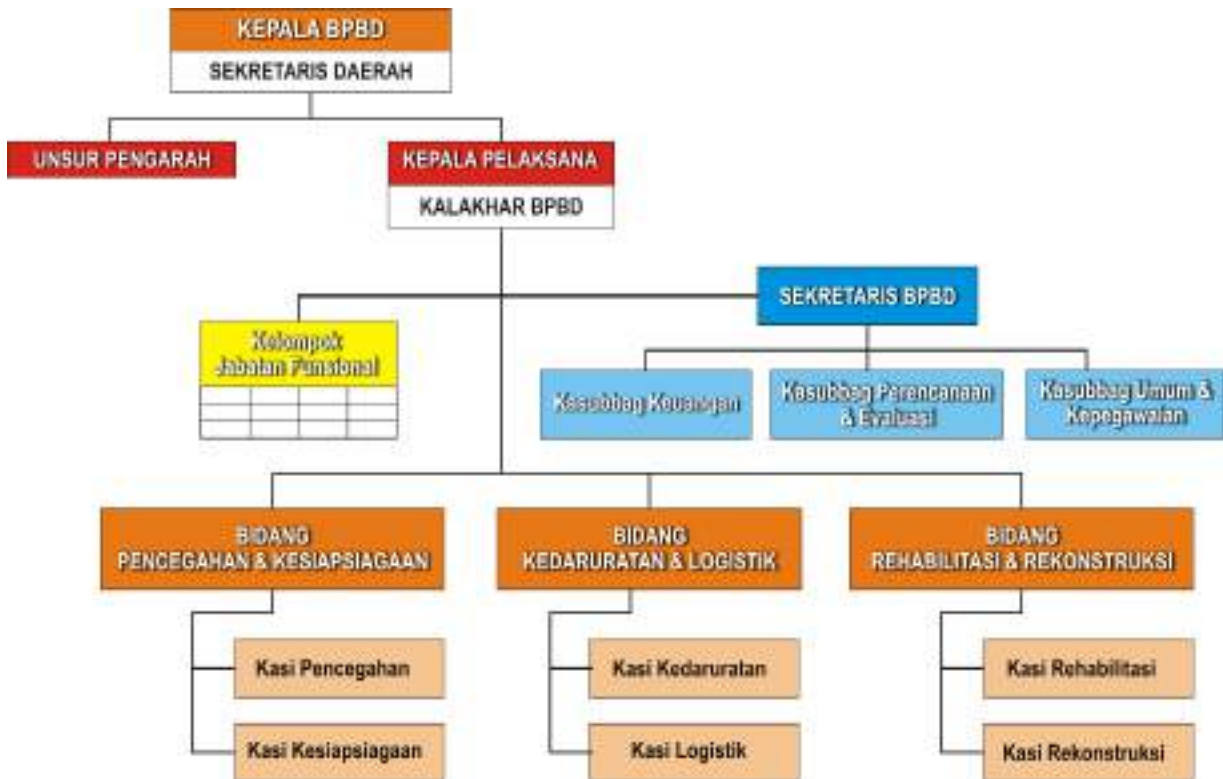 KEPALA BPBD
SEKRETARIS DAERAH
UNSUR PENGARAH
KEPALA PELAKSANA
KALAKHAR BPBD
SEKRETARIS BPBD
Kelompok
Jabatan Funsional
Kasubbag Keuangan
Kasubbag Perencanaan
& Evaluasi
Kasubbag Umum &
Kepegawaian
BIDANG
PENCEGAHAN & KESIAPSIAGAAN
BIDANG
KEDARURATAN & LOGISTIK
BIDANG
REHABILITASI & REKONSTRUKSI
Kasi Pencegahan
Kasi Kedaruratan
Kasi Rehabilitasi
Kasi Kesiapsiagaan
Kasi Logistik
Kasi Rekonstruksi